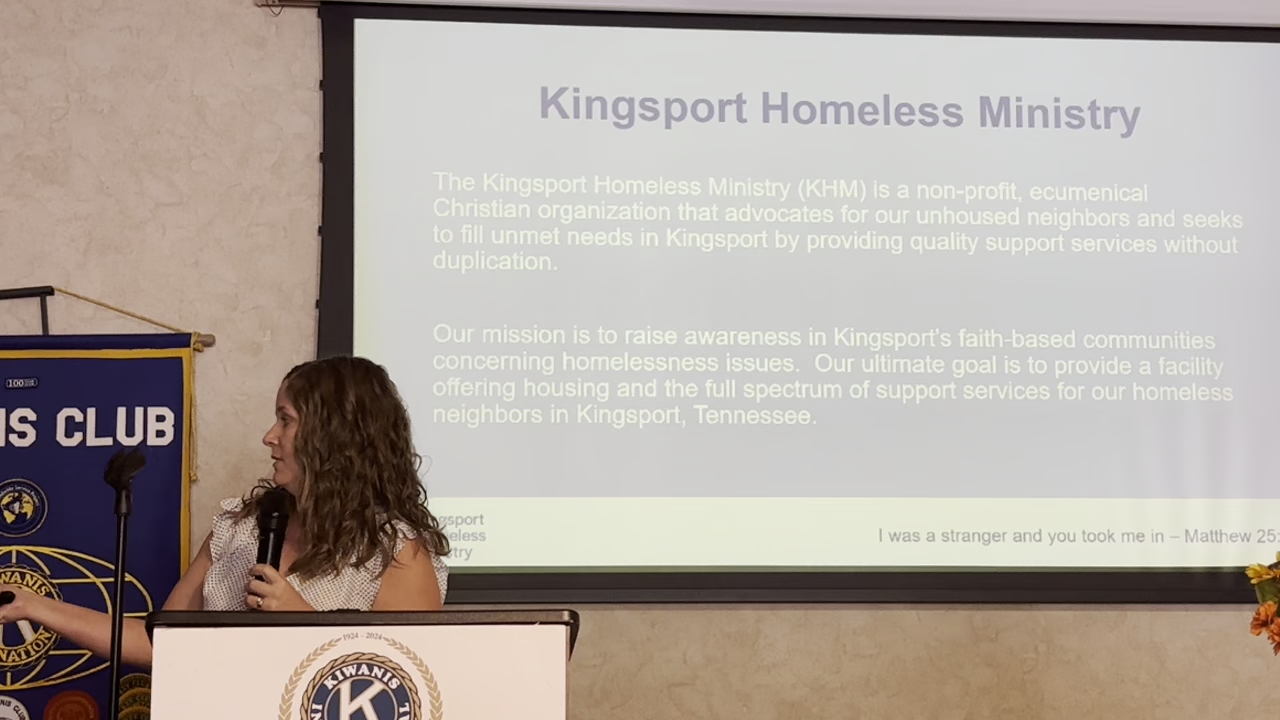 Kingsport Homeless Ministry
The Kingsport Homeless Ministry (KHM) is a non-profit, ecumenical
Christian organization that advocates for our unhoused neighbors and seeks
to fill unmet needs in Kingsport by providing quality support services without
duplication.
Our mission is to raise awareness in Kingsport's faith-based communities
concerning homelessness issues.  Our ultimate goal is to provide a facility
offering housing and the full spectrum of support services for our homeless
neighbors in Kingsport, Tennessee.
I was a stranger and you took me in – Matthew 25:
100
CLUB
K
1924 - 2024
KIWANIS
K